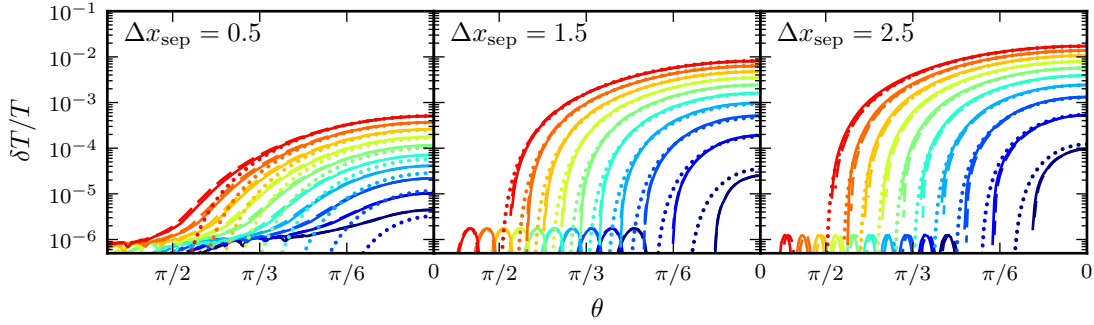 Δx_sep = 0.5
Δx_sep = 1.5
Δx_sep = 2.5
δT/T
10⁻¹
10⁻²
10⁻³
10⁻⁴
10⁻⁵
10⁻⁶
π/2 π/3 π/6 0 π/2 π/3 π/6 0 π/2 π/3 π/6 0
θ θ θ